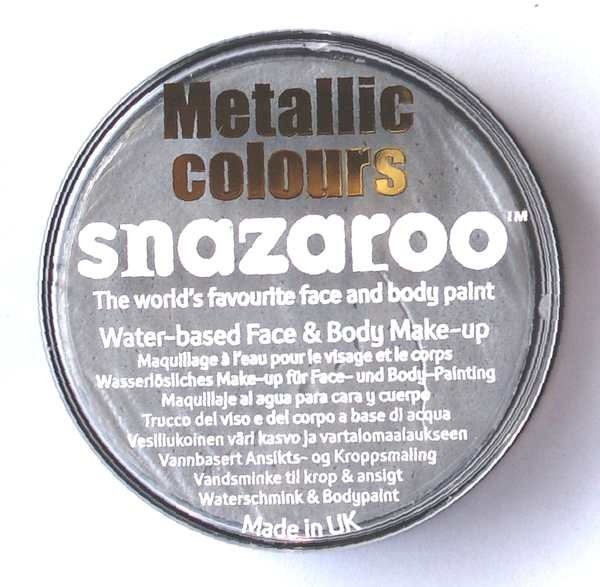 Metallic
colours
snazaroo™
The world's favourite face and body paint
Water-based Face & Body Make-up
Maquillage à l'eau pour le visage et le corps
Wasserlösliches Make-up für Face- und Body-Painting
Maquillaje al agua para cara y cuerpo
Trucco del viso e del corpo a base di acqua
Vesiliukoinen väri kasvo ja vartalomaalaukseen
Vannbasert Ansikts- og Kroppsmaling
Vandsminke til krop & ansigt
Waterschmink & Bodypaint
Made in UK